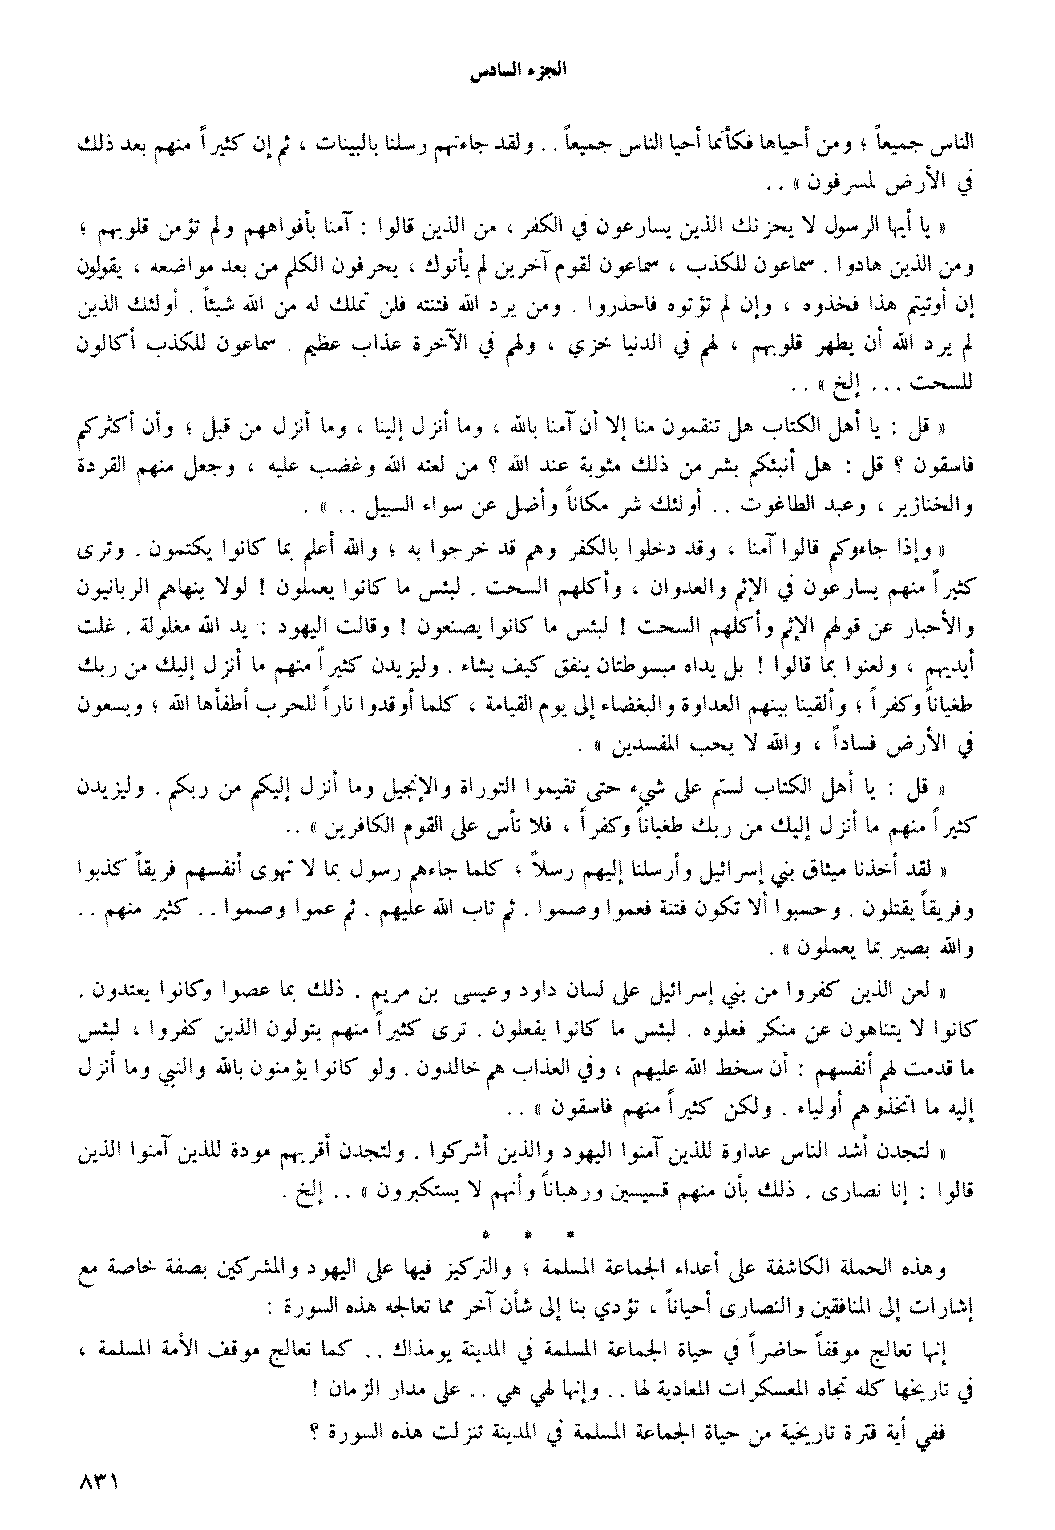 الجزء السادس
الناس جميعاً ؛ ومن أحياها فكأنما أحيا الناس جميعاً .. ولقد جاءتهم رسلنا بالبينات ، ثم إن كثيراً منهم بعد ذلك
في الأرض لمسرفون » ..
« يا أيها الرسول لا يحزنك الذين يسارعون في الكفر ، من الذين قالوا : آمنا بأفواههم ولم تؤمن قلوبهم ؛
ومن الذين هادوا . سماعون للكذب ، سماعون لقوم آخرين لم يأتوك ، يحرفون الكلم من بعد مواضعه ، يقولون
إن أوتيتم هذا فخذوه ، وإن لم تؤتوه فاحذروا . ومن يرد الله فتنته فلن تملك له من الله شيئاً . أولئك الذين
لم يرد الله أن يطهر قلوبهم ، لهم في الدنيا خزي ، ولهم في الآخرة عذاب عظيم . سماعون للكذب أكالون
للسحت ... إلخ » ..
« قل : يا أهل الكتاب هل تنقمون منا إلا أن آمنا بالله ، وما أنزل إلينا ، وما أنزل من قبل ؛ وأن أكثركم
فاسقون ؟ قل : هل أنبئكم بشر من ذلك مثوبة عند الله ؟ من لعنه الله وغضب عليه ، وجعل منهم القردة
والخنازير ، وعبد الطاغوت .. أولئك شر مكاناً وأضل عن سواء السبيل .. » .
« وإذا جاءوكم قالوا آمنا ، وقد دخلوا بالكفر وهم قد خرجوا به ؛ والله أعلم بما كانوا يكتمون . وترى
كثيراً منهم يسارعون في الإثم والعدوان ، وأكلهم السحت . لبئس ما كانوا يعملون ! لولا ينهاهم الربانيون
والأحبار عن قولهم الإثم وأكلهم السحت ! لبئس ما كانوا يصنعون ! وقالت اليهود : يد الله مغلولة . غلت
أيديهم ، ولعنوا بما قالوا ! بل يداه مبسوطتان ينفق كيف يشاء . وليزيدن كثيراً منهم ما أنزل إليك من ربك
طغياناً وكفراً ؛ وألقينا بينهم العداوة والبغضاء إلى يوم القيامة ، كلما أوقدوا ناراً للحرب أطفأها الله ؛ ويسعون
في الأرض فساداً ، والله لا يحب المفسدين » .
« قل : يا أهل الكتاب لستم على شيء حتى تقيموا التوراة والإنجيل وما أنزل إليكم من ربكم . وليزيدن
كثيراً منهم ما أنزل إليك من ربك طغياناً وكفراً ، فلا تأس على القوم الكافرين » ..
« لقد أخذنا ميثاق بني إسرائيل وأرسلنا إليهم رسلاً ؛ كلما جاءهم رسول بما لا تهوى أنفسهم فريقاً كذبوا
وفريقاً يقتلون . وحسبوا ألا تكون فتنة فعموا وصموا . ثم تاب الله عليهم . ثم عموا وصموا .. كثير منهم ..
والله بصير بما يعملون » .
« لعن الذين كفروا من بني إسرائيل على لسان داود وعيسى بن مريم . ذلك بما عصوا وكانوا يعتدون .
كانوا لا يتناهون عن منكر فعلوه . لبئس ما كانوا يفعلون . ترى كثيراً منهم يتولون الذين كفروا ، لبئس
ما قدمت لهم أنفسهم : أن سخط الله عليهم ، وفي العذاب هم خالدون . ولو كانوا يؤمنون بالله والنبي وما أنزل
إليه ما اتخذوهم أولياء . ولكن كثيراً منهم فاسقون » ..
« لتجدن أشد الناس عداوة للذين آمنوا اليهود والذين أشركوا . ولتجدن أقربهم مودة للذين آمنوا الذين
قالوا : إنا نصارى . ذلك بأن منهم قسيسين ورهباناً وأنهم لا يستكبرون » .. إلخ .
* * *
وهذه الحملة الكاشفة على أعداء الجماعة المسلمة ؛ والتركيز فيها على اليهود والمشركين بصفة خاصة مع
إشارات إلى المنافقين والنصارى أحياناً ، تؤدي بنا إلى شأن آخر مما تعالجه هذه السورة :
إنها تعالج موقفاً حاضراً في حياة الجماعة المسلمة في المدينة يومذاك .. كما تعالج موقف الأمة المسلمة ،
في تاريخها كله تجاه المعسكرات المعادية لها .. وإنها لهي هي .. على مدار الزمان !
ففي أية فترة تاريخية من حياة الجماعة المسلمة في المدينة تنزلت هذه السورة ؟
٨٣١